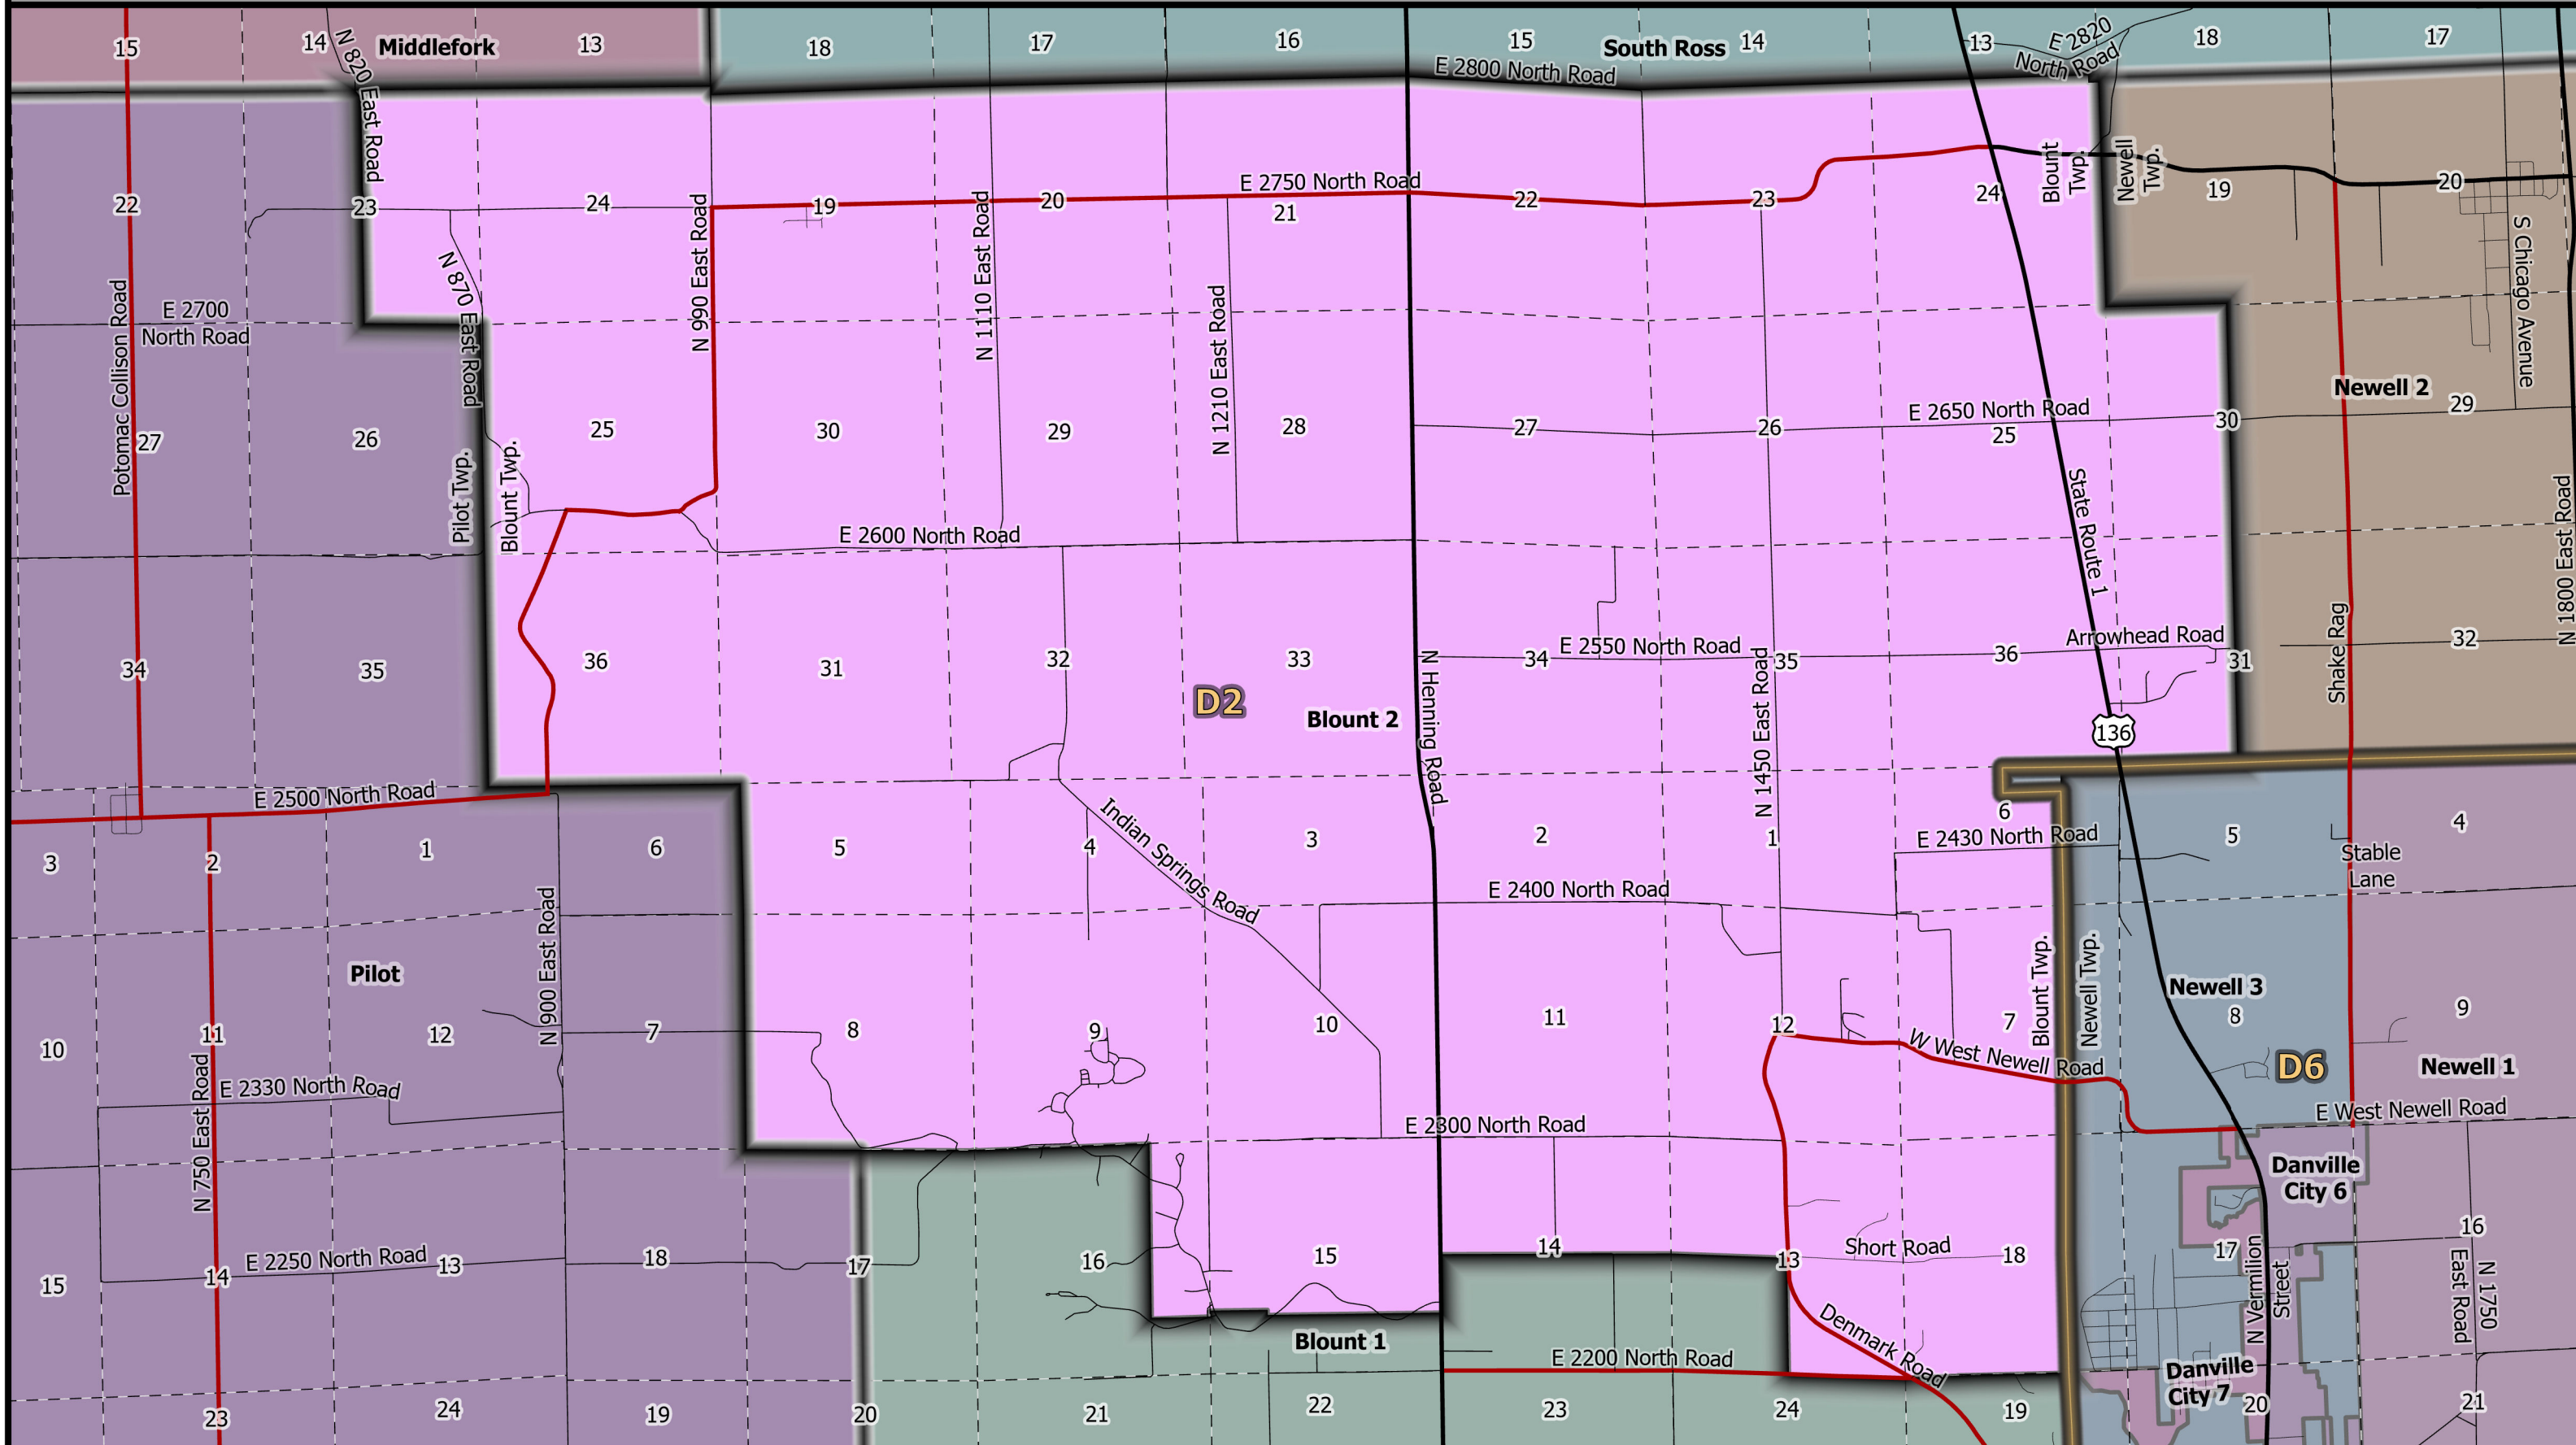 15
14
N 820 East Road
Middlefork
13
18
17
16
15
South Ross
14
13
E 2820
North Road
18
17
E 2800 North Road
22
23
24
N 990 East Road
19
N 1110 East Road
20
E 2750 North Road
21
22
23
24
Blount
Twp.
Newell
Twp.
19
20
S Chicago Avenue
Potomac Collison Road
E 2700
North Road
N 870 East Road
N 1210 East Road
Newell 2
27
26
Pilot Twp.
Blount Twp.
25
30
29
28
27
26
E 2650 North Road
25
30
29
State Route 1
N 1800 East Road
E 2600 North Road
34
35
36
31
32
33
D2
Blount 2
N Henning Road
34
E 2550 North Road
N 1450 East Road
35
36
Arrowhead Road
31
Shake Rag
32
136
E 2500 North Road
3
2
1
6
5
4
Indian Springs Road
3
2
1
6
E 2430 North Road
5
Stable
Lane
4
E 2400 North Road
Pilot
N 900 East Road
Blount Twp.
Newell Twp.
Newell 3
10
11
12
7
8
9
10
11
12
7
8
9
W West Newell Road
D6
Newell 1
N 750 East Road
E 2330 North Road
E 2300 North Road
E West Newell Road
Danville
City 6
15
14
E 2250 North Road
13
18
17
16
15
14
13
Short Road
18
17
N Vermilion
Street
16
N 1750
East Road
Blount 1
E 2200 North Road
Denmark Road
Danville
City 7
23
24
19
20
21
22
23
24
19
20
21